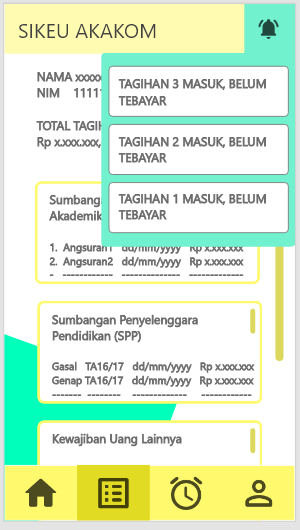 SIKEU AKAKOM
NAMA xxxxx
NIM 11111
TOTAL TAGIH
Rp x.xxx.xxx,
TAGIHAN 3 MASUK, BELUM
TEBAYAR
TAGIHAN 2 MASUK, BELUM
TEBAYAR
TAGIHAN 1 MASUK, BELUM
TEBAYAR
Sumbang
Akademik
1. Angsuran1 dd/mm/yyyy Rp x.xxx.xxx
2. Angsuran2 dd/mm/yyyy Rp x.xxx.xxx
- ------------ -------------- -------------
Sumbangan Penyelenggara
Pendidikan (SPP)
Gasal TA16/17 dd/mm/yyyy Rp x.xxx.xxx
Genap TA16/17 dd/mm/yyyy Rp x.xxx.xxx
------- -------- ------------- ------------
Kewajiban Uang Lainnya